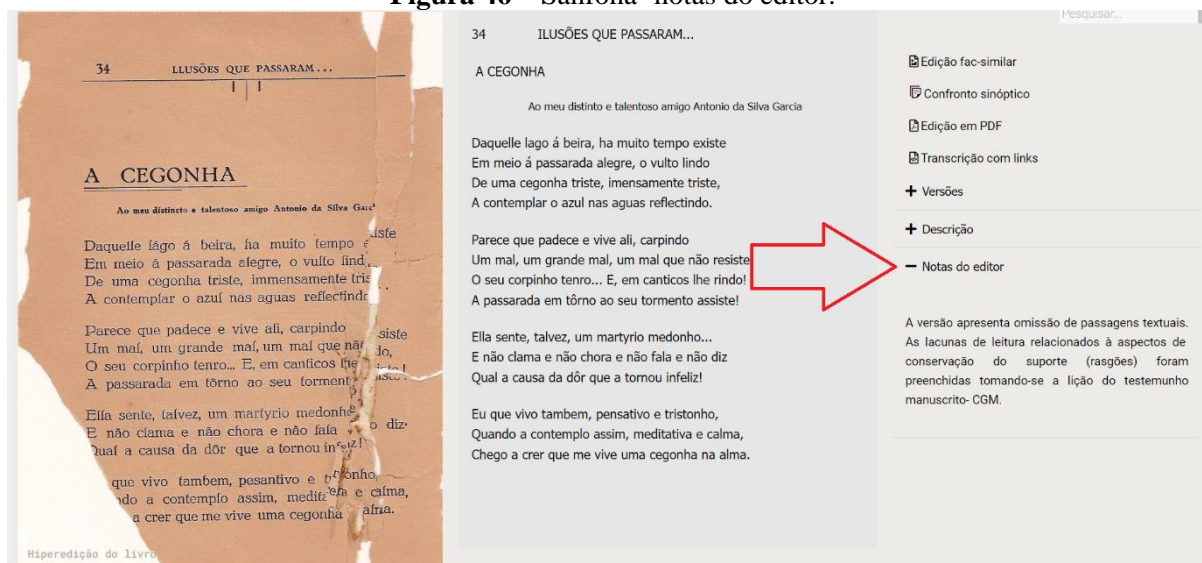 Figura 46 – "Sanfona" notas do editor.
34 LLUSÕES QUE PASSARAM...
A CEGONHA
Ao meu distincto e talentoso amigo Antonio da Silva
Daquelle lágo á beira, ha muito tempo
Em meio á passarada alegre, o vulto
De uma cegonha triste, immensamente
A contemplar o azul nas aguas reflectindo
Parece que padece e vive ali, carpindo
Um mal, um grande mal, um mal que
O seu corpinho tenro... E, em canticos lhe
A passarada em tôrno ao seu torment
Ella sente, talvez, um martyrio medonho
E não clama e não chora e não fala o diz
a causa da dôr que a tornou infeliz!
que vivo tambem, pesantivo e
a contemplo assim, e calma,
a crer que me vive uma cegonha alma.
Hiperedição do livro
34 ILUSÕES QUE PASSARAM...
A CEGONHA
Ao meu distinto e talentoso amigo Antonio da Silva Garcia
Daquelle lago á beira, ha muito tempo existe
Em meio á passarada alegre, o vulto lindo
De uma cegonha triste, imensamente triste,
A contemplar o azul nas aguas reflectindo.
Parece que padece e vive ali, carpindo
Um mal, um grande mal, um mal que não resiste
O seu corpinho tenro... E, em canticos lhe rindo!
A passarada em tôrno ao seu tormento assiste!
Ella sente, talvez, um martyrio medonho...
E não clama e não chora e não fala e não diz
Qual a causa da dôr que a tornou infeliz!
Eu que vivo tambem, pensativo e tristonho,
Quando a contemplo assim, meditativa e calma,
Chego a crer que me vive uma cegonha na alma.
Pesquisar...
Edição fac-similar
Confronto sinóptico
Edição em PDF
Transcrição com links
+ Versões
+ Descrição
− Notas do editor
A versão apresenta omissão de passagens textuais.
As lacunas de leitura relacionados à aspectos de
conservação do suporte (rasgões) foram
preenchidas tomando-se a lição do testemunho
manuscrito- CGM.